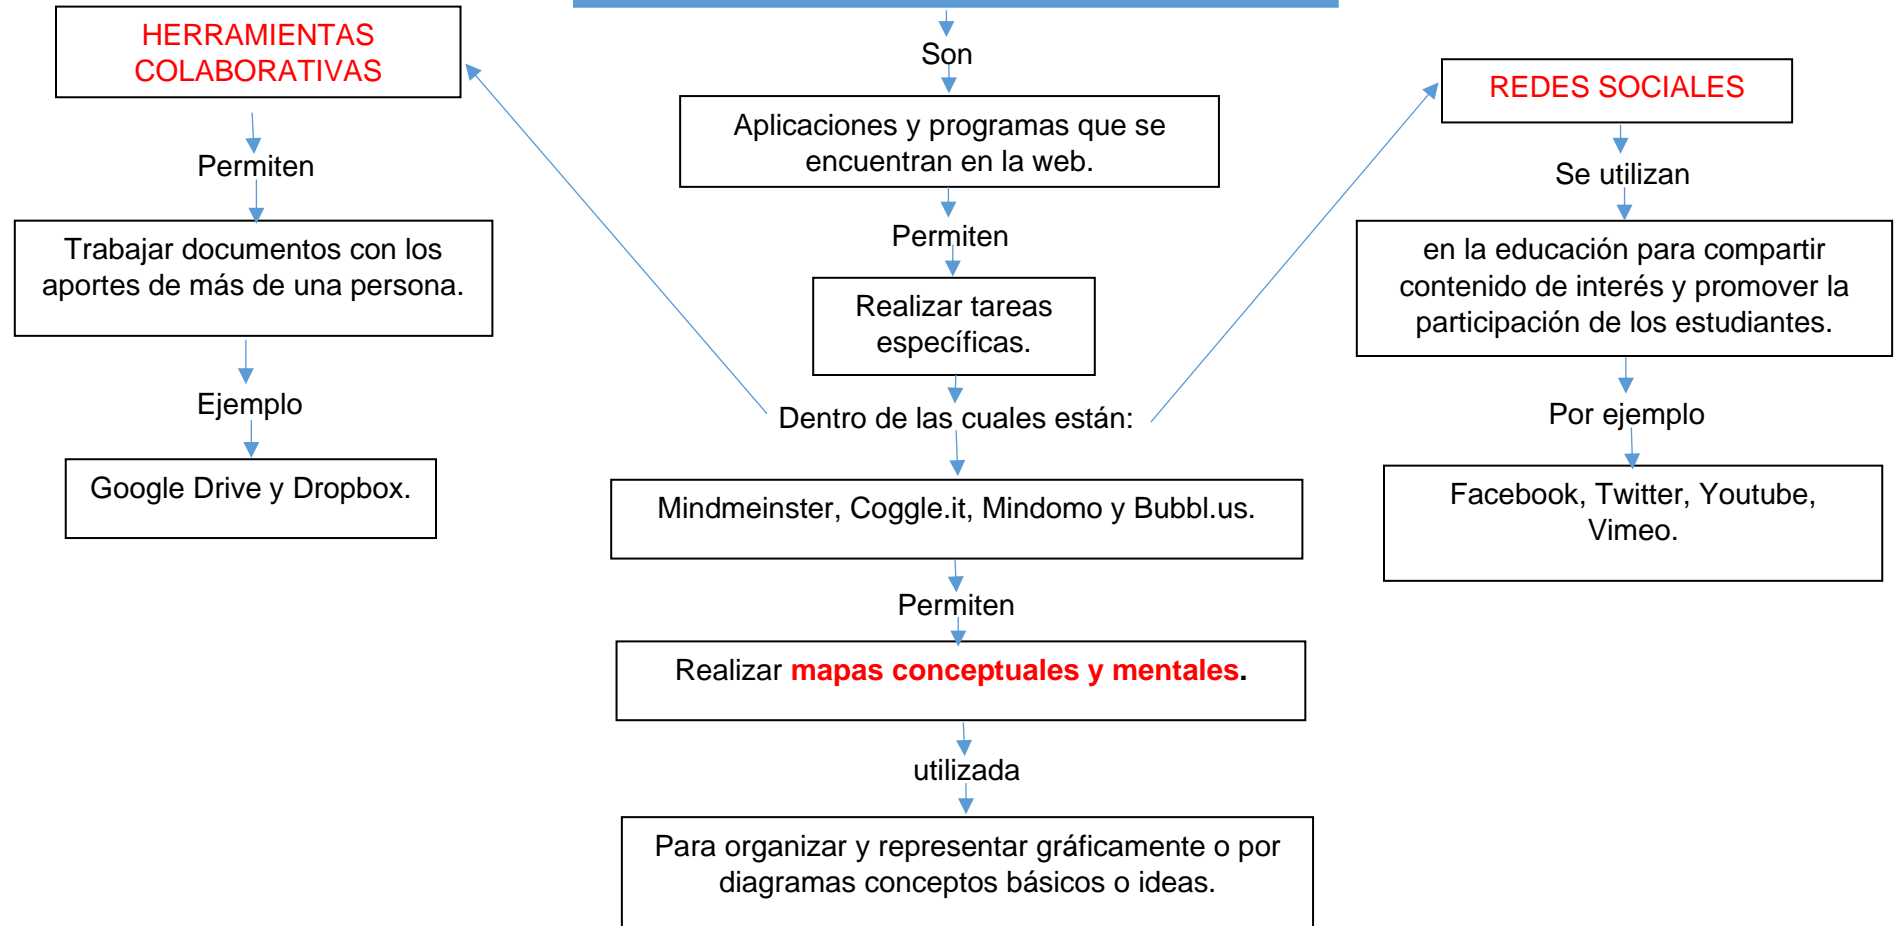 HERRAMIENTAS
COLABORATIVAS
Permiten
Trabajar documentos con los
aportes de más de una persona.
Ejemplo
Google Drive y Dropbox.
Son
Aplicaciones y programas que se
encuentran en la web.
Permiten
Realizar tareas
específicas.
Dentro de las cuales están:
Mindmeinster, Coggle.it, Mindomo y Bubbl.us.
Permiten
Realizar mapas conceptuales y mentales.
utilizada
Para organizar y representar gráficamente o por
diagramas conceptos básicos o ideas.
REDES SOCIALES
Se utilizan
en la educación para compartir
contenido de interés y promover la
participación de los estudiantes.
Por ejemplo
Facebook, Twitter, Youtube,
Vimeo.